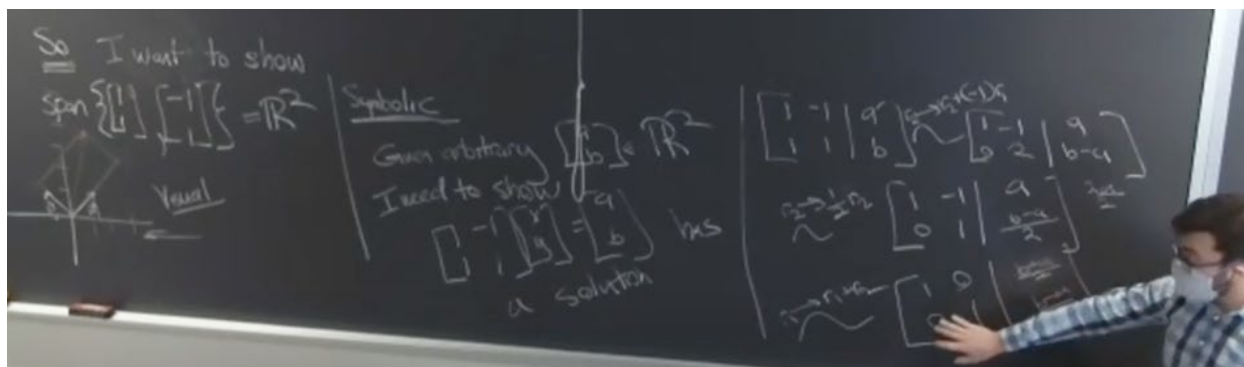 So I want to show
span {[1 1] [-1 1]} = ℝ²
Visual
Symbolic
Given arbitrary [a b] ∈ ℝ²
I need to show
[1 -1; 1 1] [x y] = [a b] has
a solution
[1 -1 | a; 1 1 | b] r₂→r₂+(-1)r₁ ~ [1 -1 | a; 0 2 | b-a]
r₂→½r₂ ~ [1 -1 | a; 0 1 | b-a/2]
r₁→r₁+r₂ ~ [1 0